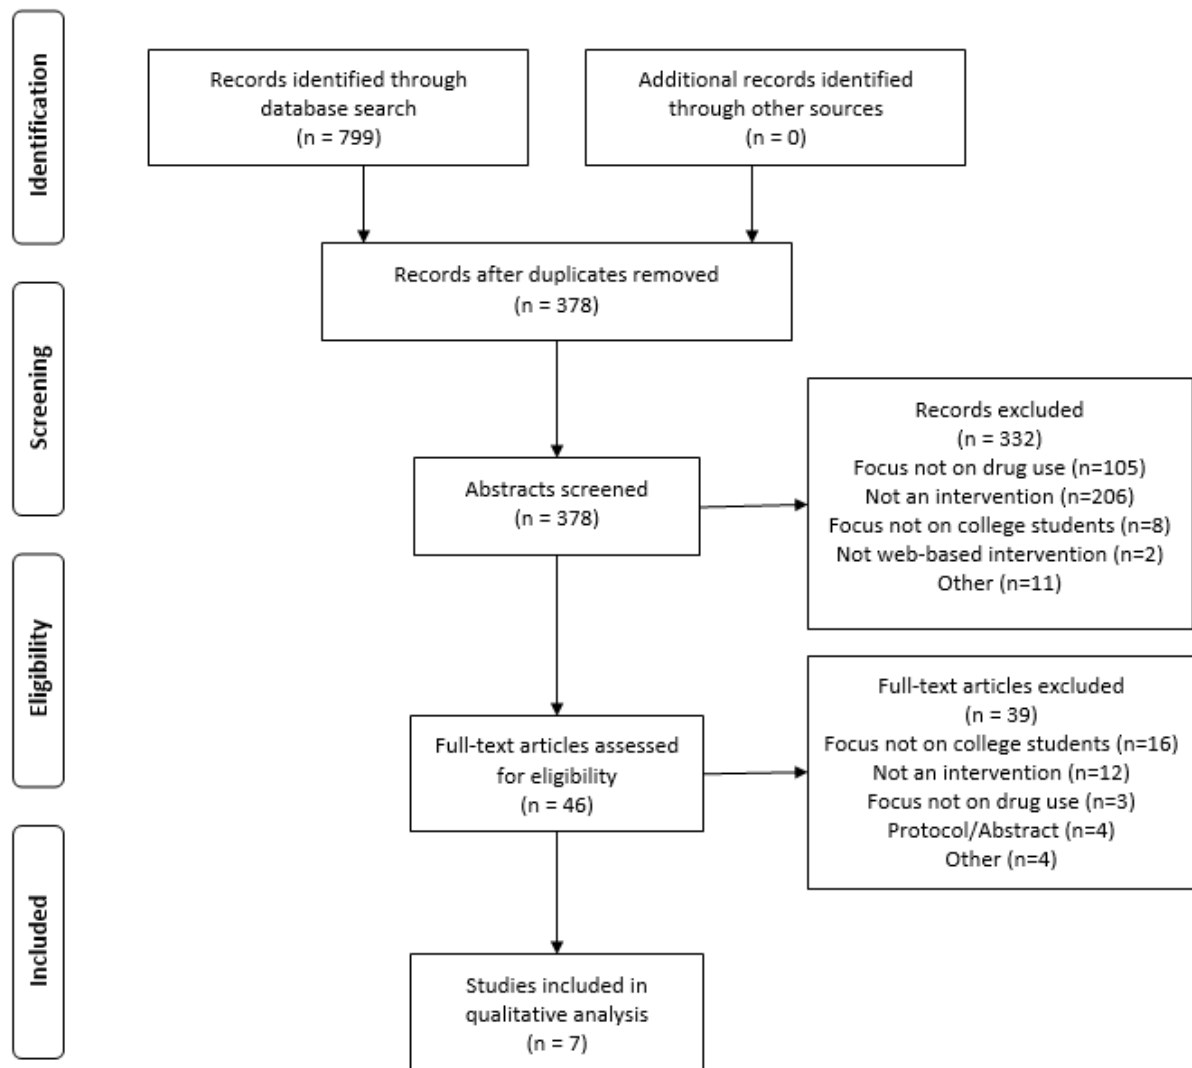 Identification
Records identified through
database search
(n = 799)
Additional records identified
through other sources
(n = 0)
Records after duplicates removed
(n = 378)
Screening
Abstracts screened
(n = 378)
Records excluded
(n = 332)
Focus not on drug use (n=105)
Not an intervention (n=206)
Focus not on college students (n=8)
Not web-based intervention (n=2)
Other (n=11)
Eligibility
Full-text articles assessed
for eligibility
(n = 46)
Full-text articles excluded
(n = 39)
Focus not on college students (n=16)
Not an intervention (n=12)
Focus not on drug use (n=3)
Protocol/Abstract (n=4)
Other (n=4)
Included
Studies included in
qualitative analysis
(n = 7)